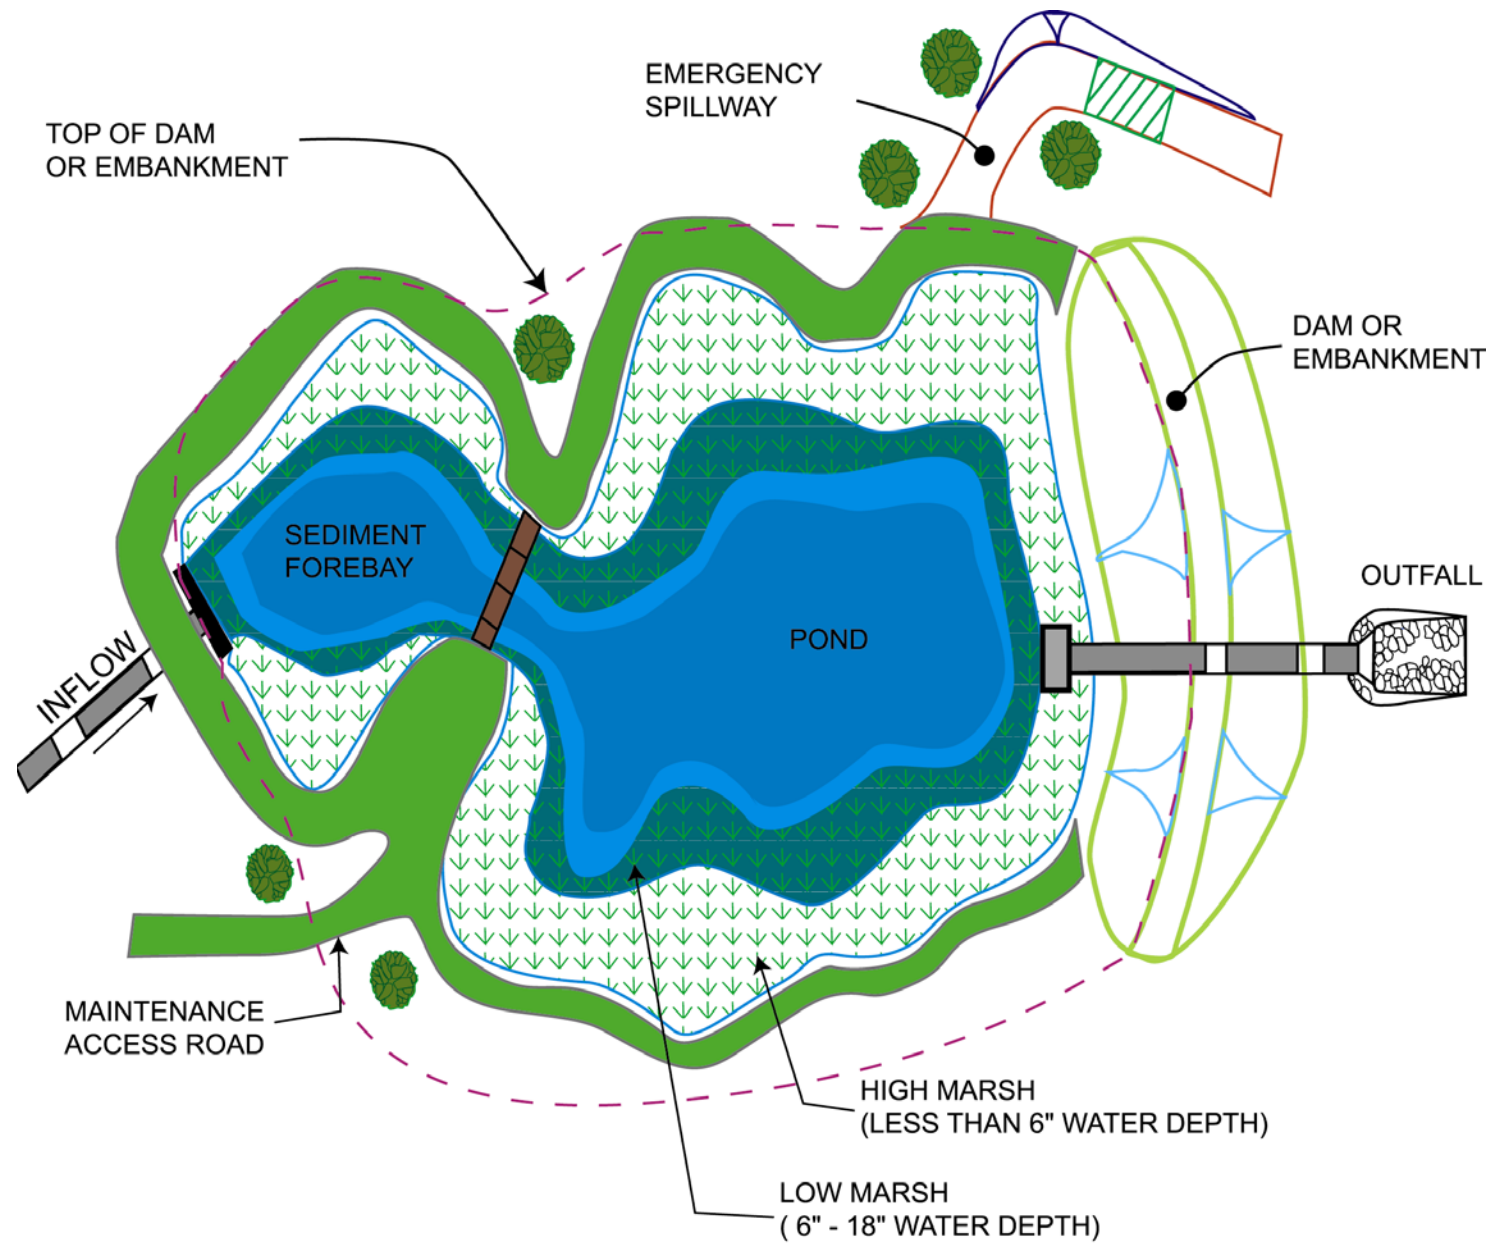 EMERGENCY
SPILLWAY
TOP OF DAM
OR EMBANKMENT
DAM OR
EMBANKMENT
SEDIMENT
FOREBAY
OUTFALL
POND
INFLOW
MAINTENANCE
ACCESS ROAD
HIGH MARSH
(LESS THAN 6" WATER DEPTH)
LOW MARSH
( 6" - 18" WATER DEPTH)